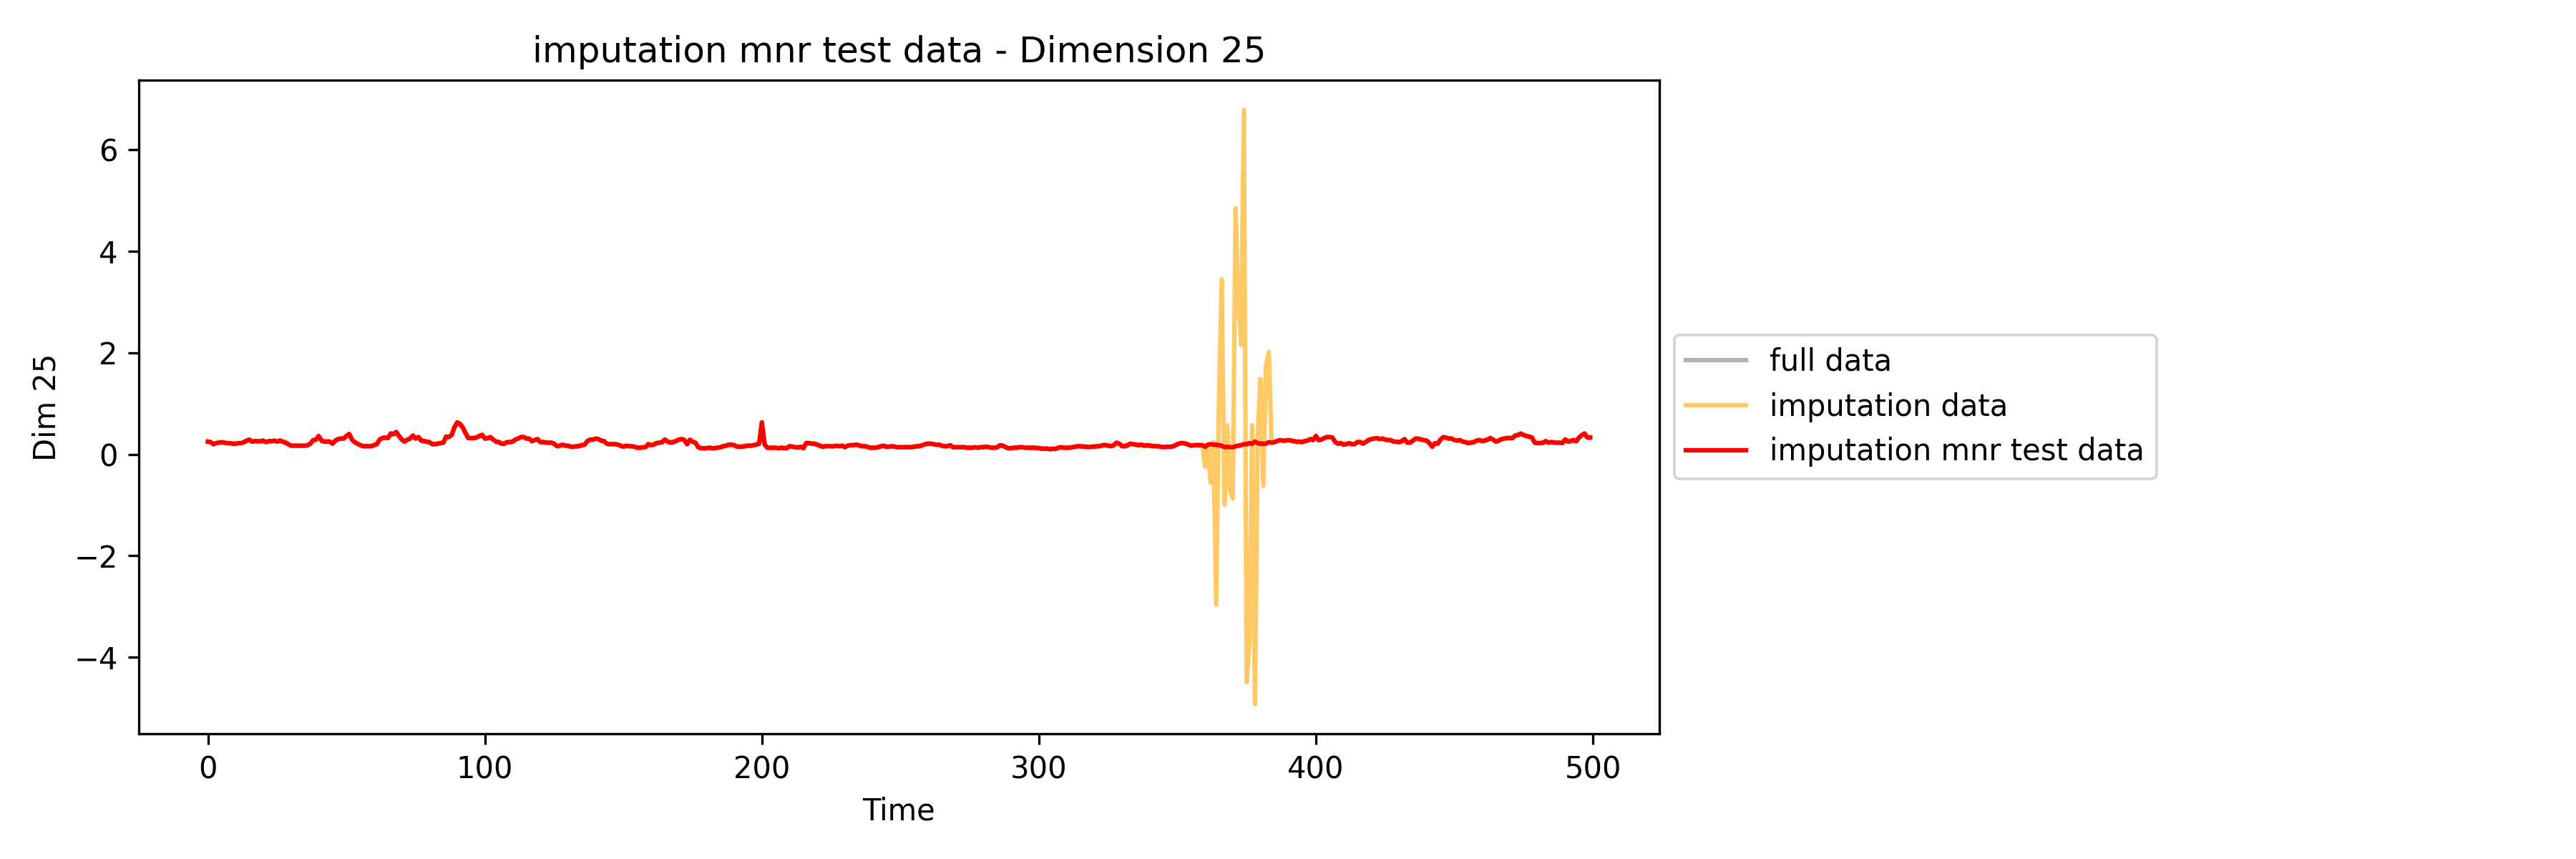 imputation mnr test data - Dimension 25
6
4
2
0
−2
−4
Dim 25
0 100 200 300 400 500
Time
full data
imputation data
imputation mnr test data